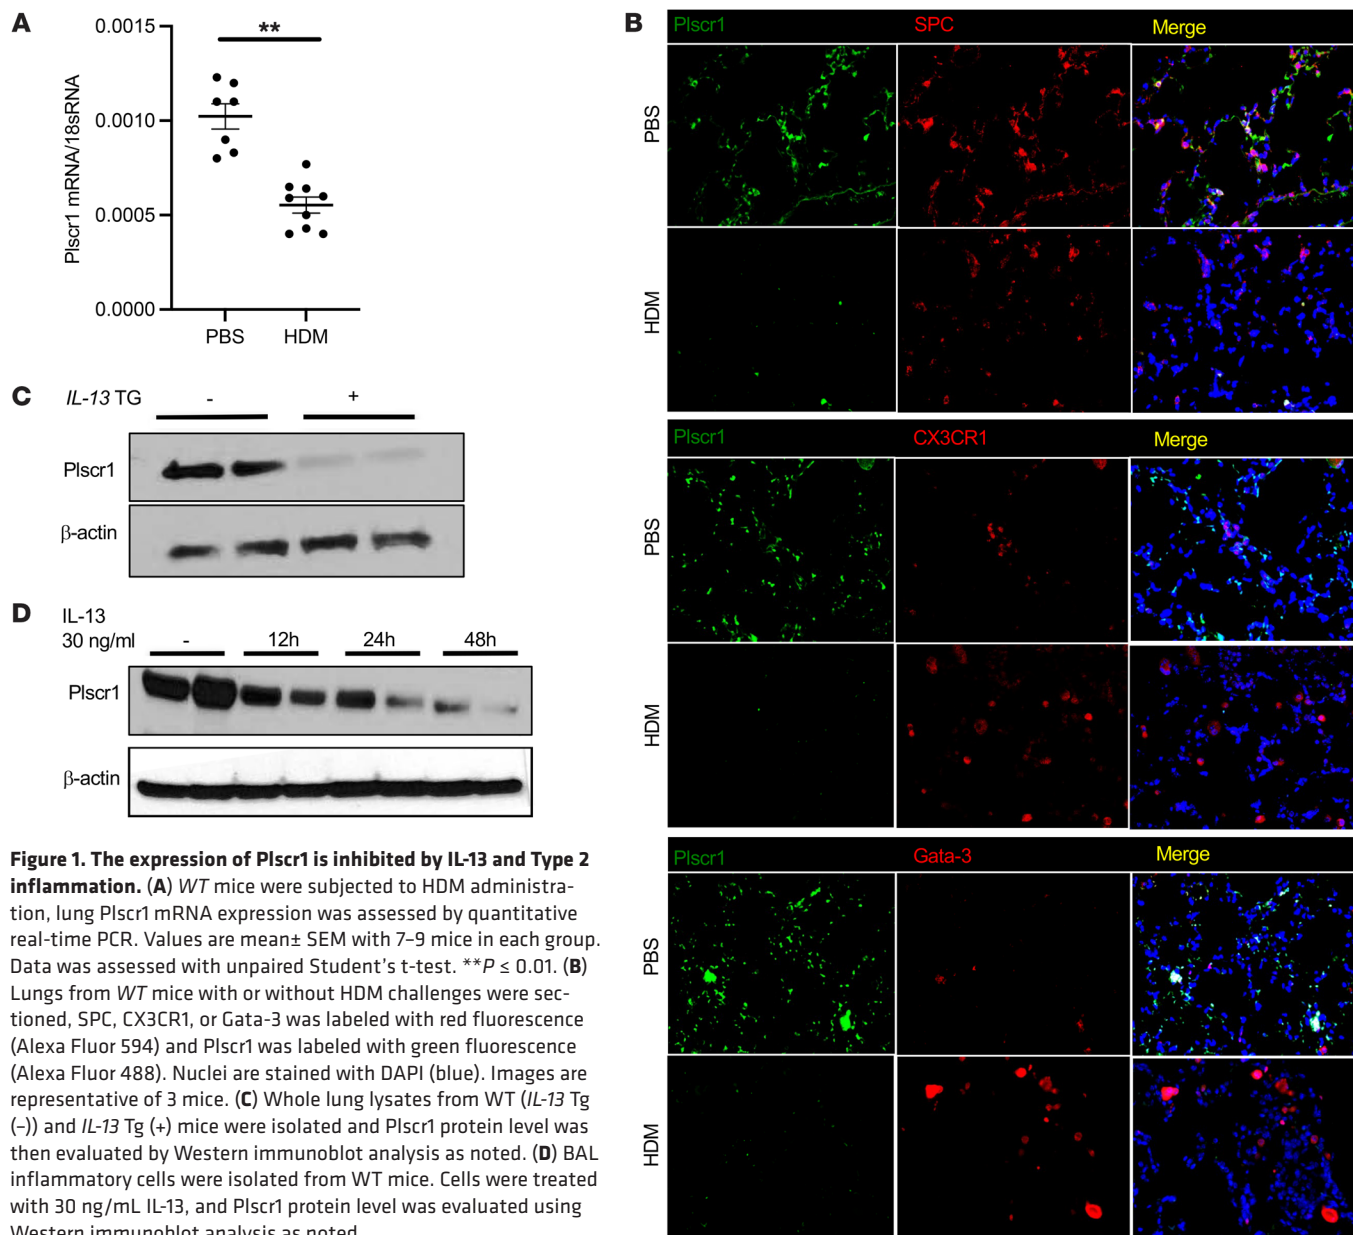 A
0.0015
0.0010
0.0005
0.0000
Plscr1 mRNA/18sRNA
**
PBS
HDM
B
Plscr1
SPC
Merge
PBS
HDM
Plscr1
CX3CR1
Merge
PBS
HDM
Plscr1
Gata-3
Merge
PBS
HDM
C
IL-13 TG
-
+
Plscr1
β-actin
D
IL-13
30 ng/ml
-
12h
24h
48h
Plscr1
β-actin
Figure 1. The expression of Plscr1 is inhibited by IL-13 and Type 2
inflammation. (A) WT mice were subjected to HDM administra-
tion, lung Plscr1 mRNA expression was assessed by quantitative
real-time PCR. Values are mean± SEM with 7–9 mice in each group.
Data was assessed with unpaired Student’s t-test. **P ≤ 0.01. (B)
Lungs from WT mice with or without HDM challenges were sec-
tioned, SPC, CX3CR1, or Gata-3 was labeled with red fluorescence
(Alexa Fluor 594) and Plscr1 was labeled with green fluorescence
(Alexa Fluor 488). Nuclei are stained with DAPI (blue). Images are
representative of 3 mice. (C) Whole lung lysates from WT (IL-13 Tg
(–)) and IL-13 Tg (+) mice were isolated and Plscr1 protein level was
then evaluated by Western immunoblot analysis as noted. (D) BAL
inflammatory cells were isolated from WT mice. Cells were treated
with 30 ng/mL IL-13, and Plscr1 protein level was evaluated using
Western immunoblot analysis as noted